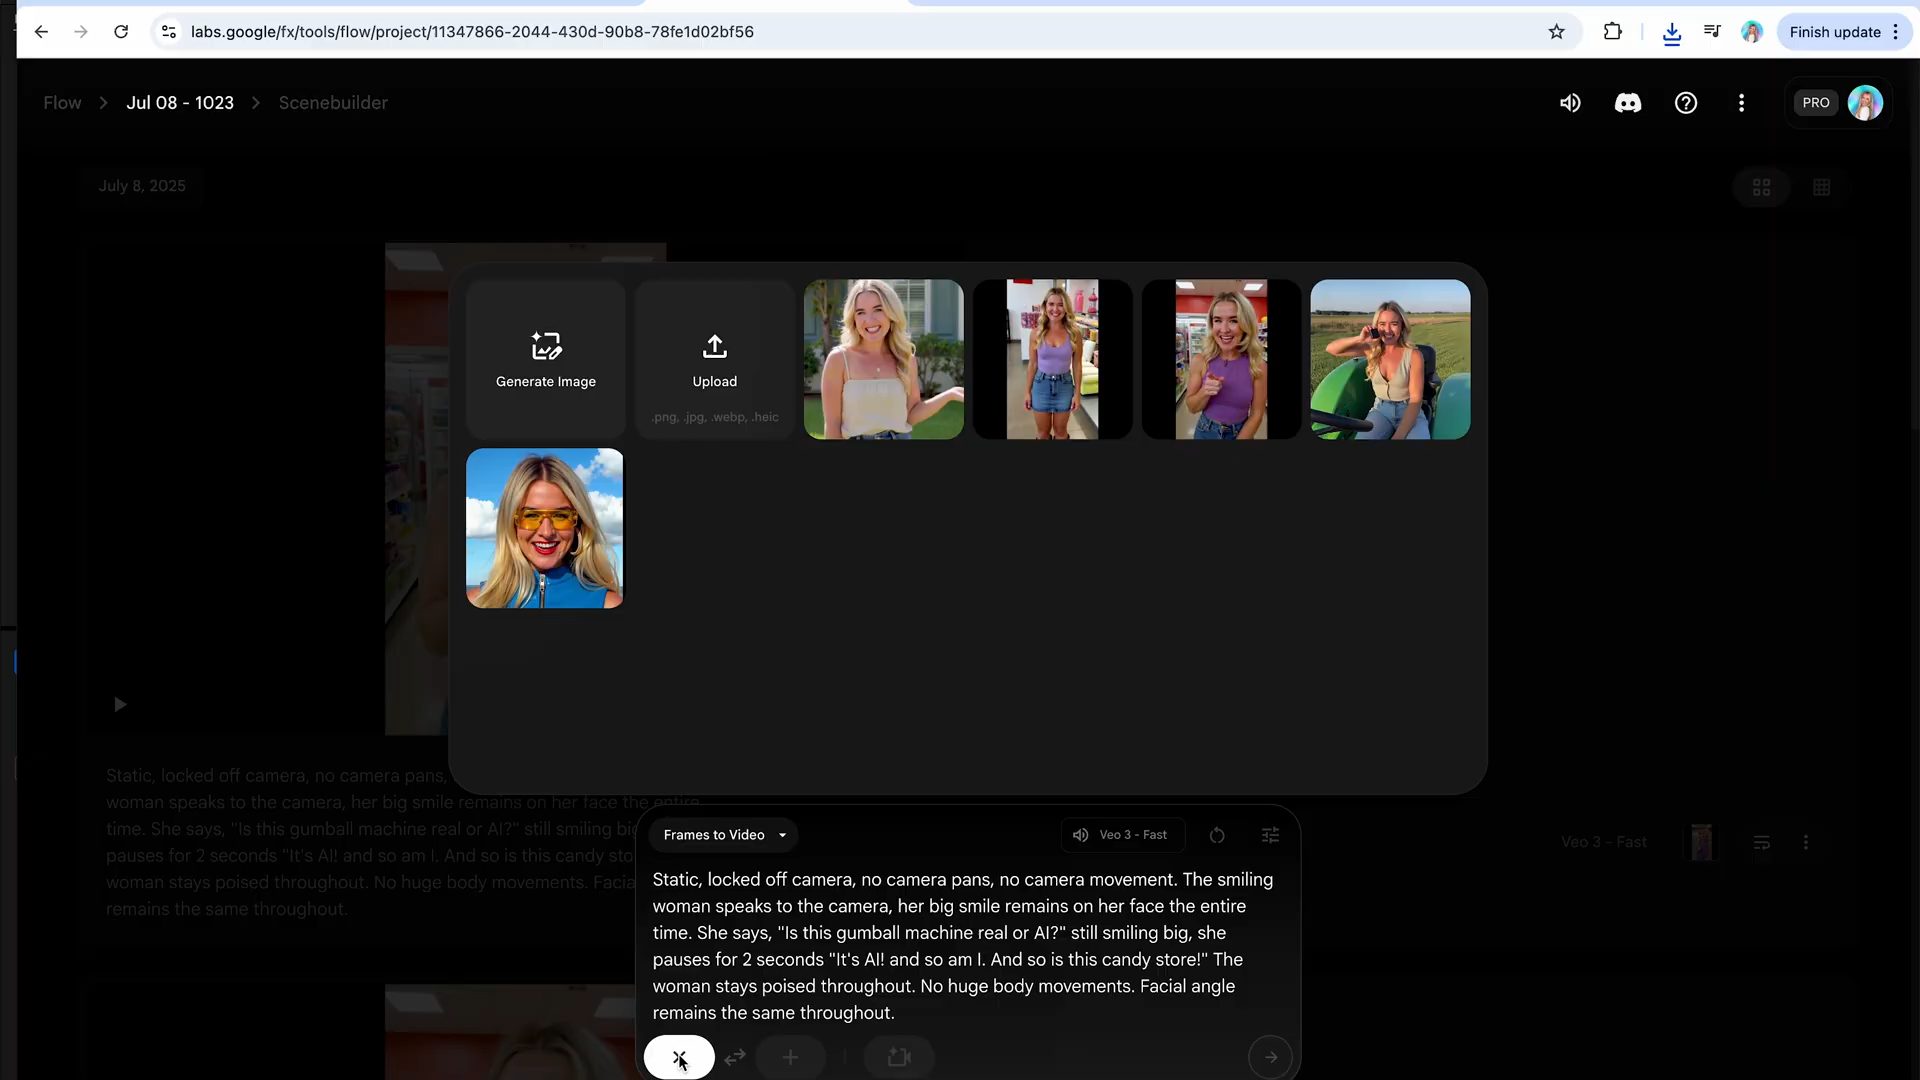 labs.google/fx/tools/flow/project/11347866-2044-430d-90b8-78fe1d02bf56
Finish update
Flow
Jul 08 - 1023
Scenebuilder
PRO
July 8, 2025
Generate Image
Upload
.png, .jpg, .webp, .heic
Static, locked off camera, no camera pans,
woman speaks to the camera, her big smile remains on her face the entire
time. She says, "Is this gumball machine real or AI?" still smiling big
pauses for 2 seconds "It's AI! and so am I. And so is this candy sto
woman stays poised throughout. No huge body movements. Facia
remains the same throughout.
Veo 3 - Fast
Frames to Video
Veo 3 - Fast
Static, locked off camera, no camera pans, no camera movement. The smiling
woman speaks to the camera, her big smile remains on her face the entire
time. She says, "Is this gumball machine real or AI?" still smiling big, she
pauses for 2 seconds "It's AI! and so am I. And so is this candy store!" The
woman stays poised throughout. No huge body movements. Facial angle
remains the same throughout.